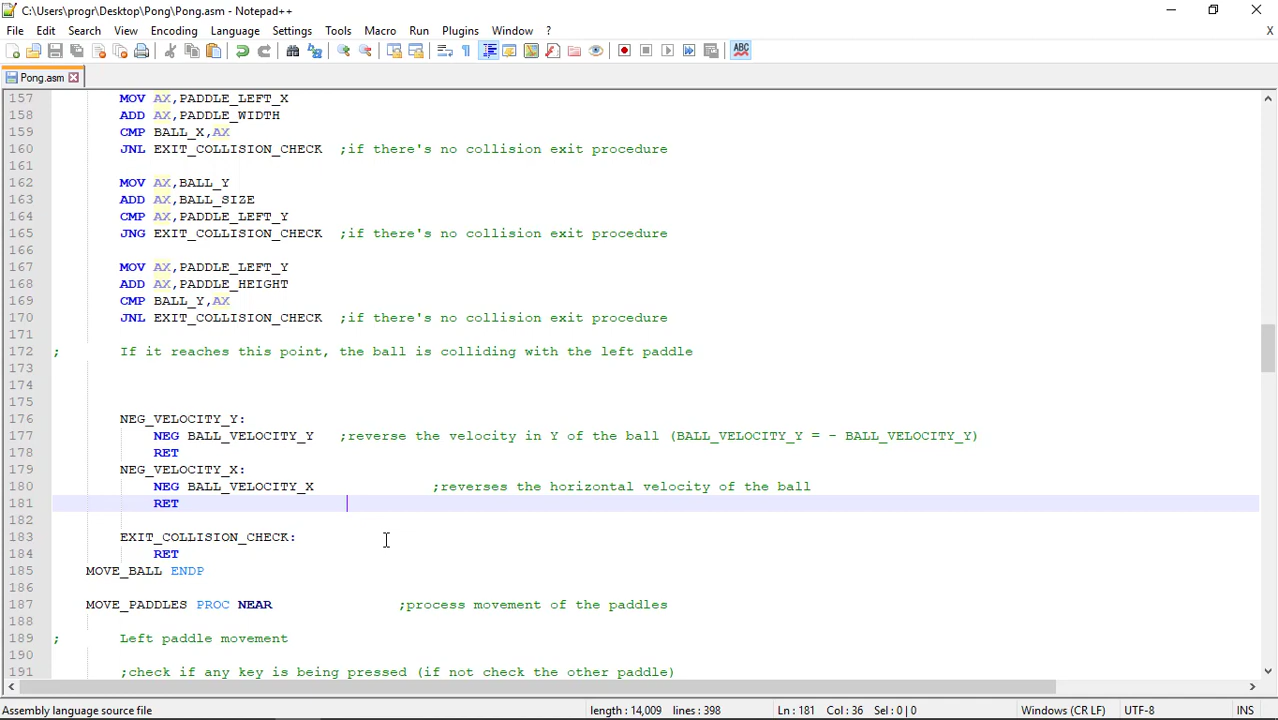 C:\Users\progr\Desktop\Pong\Pong.asm - Notepad++
File Edit Search View Encoding Language Settings Tools Macro Run Plugins Window ? X
ABC
Pong.asm
157 MOV AX,PADDLE_LEFT_X
158 ADD AX,PADDLE_WIDTH
159 CMP BALL_X,AX
160 JNL EXIT_COLLISION_CHECK ;if there's no collision exit procedure
161
162 MOV AX,BALL_Y
163 ADD AX,BALL_SIZE
164 CMP AX,PADDLE_LEFT_Y
165 JNG EXIT_COLLISION_CHECK ;if there's no collision exit procedure
166
167 MOV AX,PADDLE_LEFT_Y
168 ADD AX,PADDLE_HEIGHT
169 CMP BALL_Y,AX
170 JNL EXIT_COLLISION_CHECK ;if there's no collision exit procedure
171
172 ; If it reaches this point, the ball is colliding with the left paddle
173
174
175
176 NEG_VELOCITY_Y:
177 NEG BALL_VELOCITY_Y ;reverse the velocity in Y of the ball (BALL_VELOCITY_Y = - BALL_VELOCITY_Y)
178 RET
179 NEG_VELOCITY_X:
180 NEG BALL_VELOCITY_X ;reverses the horizontal velocity of the ball
181 RET
182
183 EXIT_COLLISION_CHECK:
184 RET
185 MOVE_BALL ENDP
186
187 MOVE_PADDLES PROC NEAR ;process movement of the paddles
188
189 ; Left paddle movement
190
191 ;check if any key is being pressed (if not check the other paddle)
Assembly language source file length : 14,009 lines : 398 Ln : 181 Col : 36 Sel : 0 | 0 Windows (CR LF) UTF-8 INS